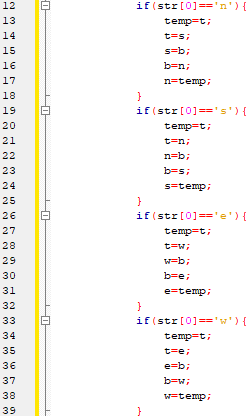 12 if(str[0]=='n'){
13 temp=t;
14 t=s;
15 s=b;
16 b=n;
17 n=temp;
18 }
19 if(str[0]=='s'){
20 temp=t;
21 t=n;
22 n=b;
23 b=s;
24 s=temp;
25 }
26 if(str[0]=='e'){
27 temp=t;
28 t=w;
29 w=b;
30 b=e;
31 e=temp;
32 }
33 if(str[0]=='w'){
34 temp=t;
35 t=e;
36 e=b;
37 b=w;
38 w=temp;
39 }